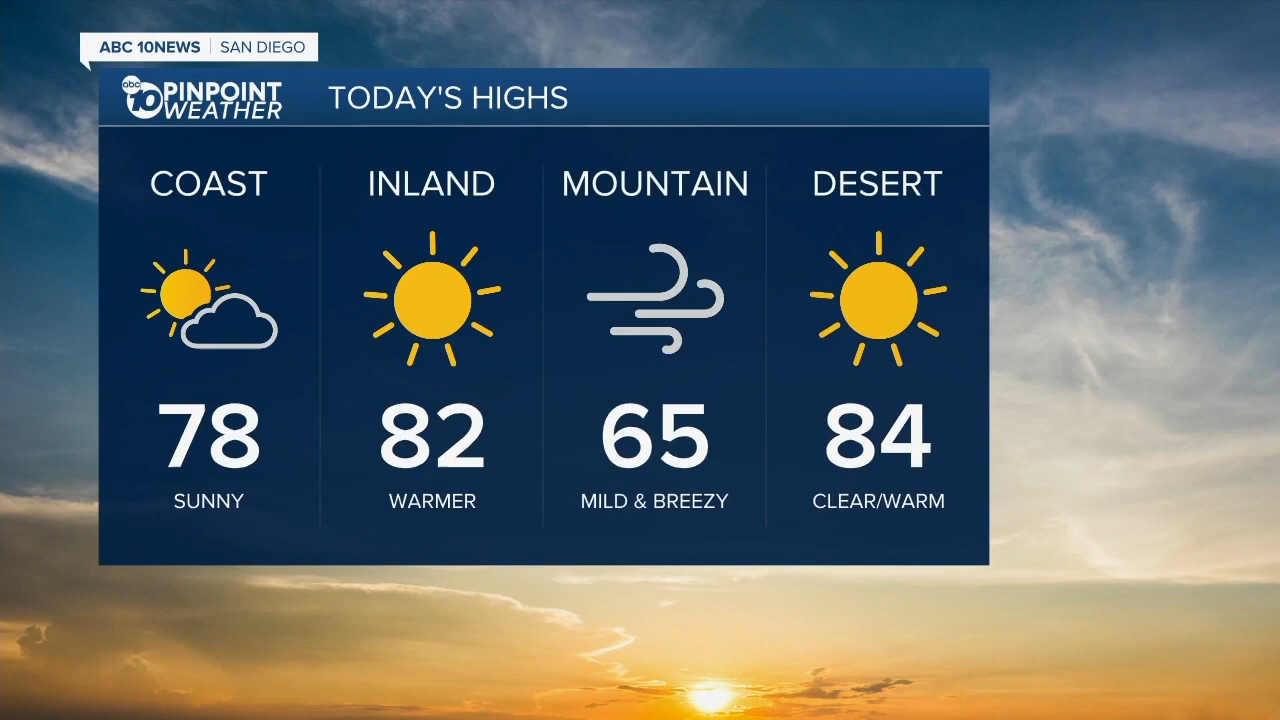 ABC 10NEWS | SAN DIEGO
abc 10 PINPOINT WEATHER
TODAY'S HIGHS
COAST
INLAND
MOUNTAIN
DESERT
78
82
65
84
SUNNY
WARMER
MILD & BREEZY
CLEAR/WARM